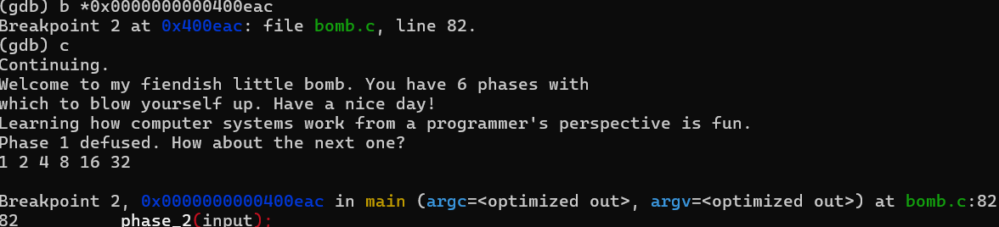 (gdb) b *0x0000000000400eac
Breakpoint 2 at 0x400eac: file bomb.c, line 82.
(gdb) c
Continuing.
Welcome to my fiendish little bomb. You have 6 phases with
which to blow yourself up. Have a nice day!
Learning how computer systems work from a programmer's perspective is fun.
Phase 1 defused. How about the next one?
1 2 4 8 16 32

Breakpoint 2, 0x0000000000400eac in main (argc=<optimized out>, argv=<optimized out>) at bomb.c:82
82          phase_2(input);